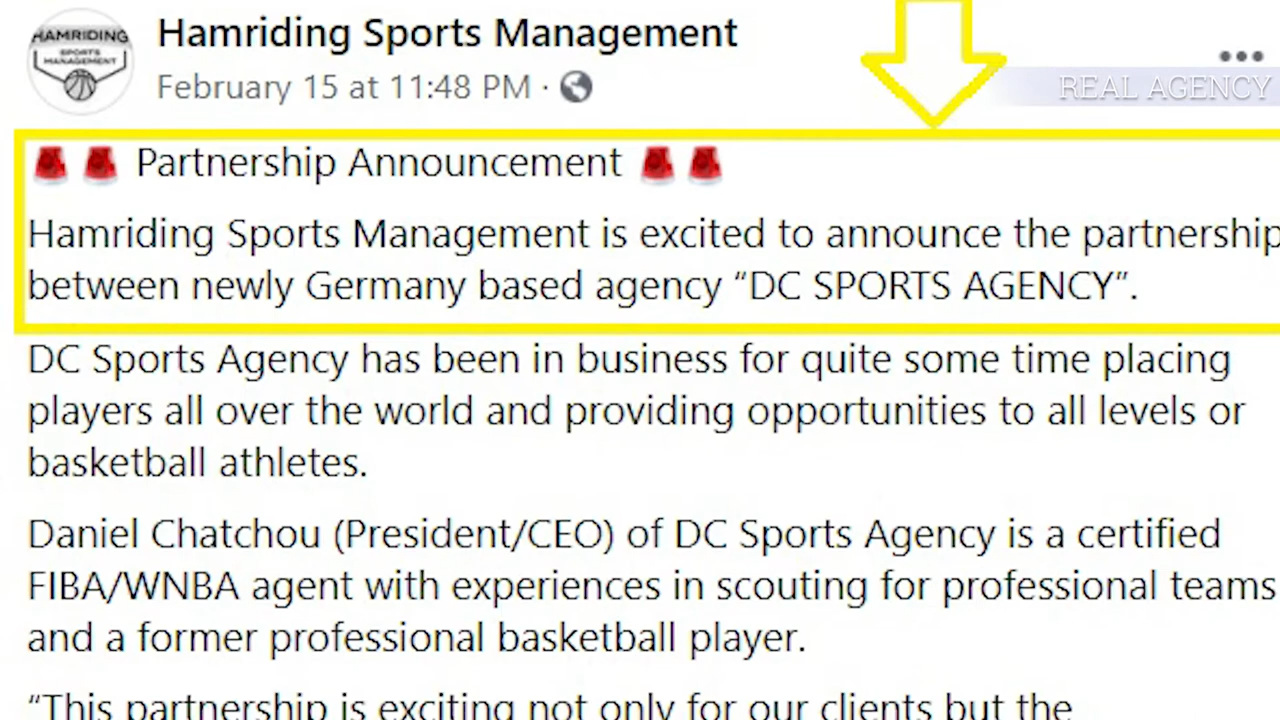 HAMRIDING
SPORTS
MANAGEMENT
Hamriding Sports Management
February 15 at 11:48 PM ·
REAL AGENCY
🚨 🚨 Partnership Announcement 🚨 🚨
Hamriding Sports Management is excited to announce the partnership
between newly Germany based agency “DC SPORTS AGENCY”.
DC Sports Agency has been in business for quite some time placing
players all over the world and providing opportunities to all levels or
basketball athletes.
Daniel Chatchou (President/CEO) of DC Sports Agency is a certified
FIBA/WNBA agent with experiences in scouting for professional teams
and a former professional basketball player.
“This partnership is exciting not only for our clients but the